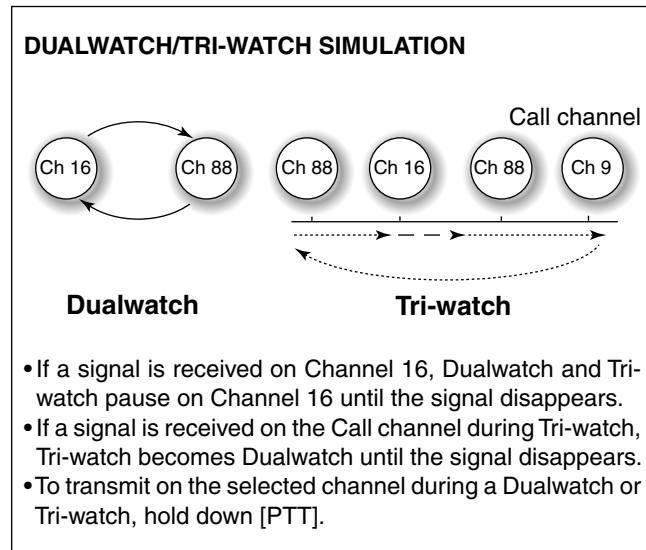 DUALWATCH/TRI-WATCH SIMULATION
Call channel
Ch 16
Ch 88
Ch 88
Ch 16
Ch 88
Ch 9
Dualwatch
Tri-watch
•If a signal is received on Channel 16, Dualwatch and Tri-
watch pause on Channel 16 until the signal disappears.
•If a signal is received on the Call channel during Tri-watch,
Tri-watch becomes Dualwatch until the signal disappears.
•To transmit on the selected channel during a Dualwatch or
Tri-watch, hold down [PTT].